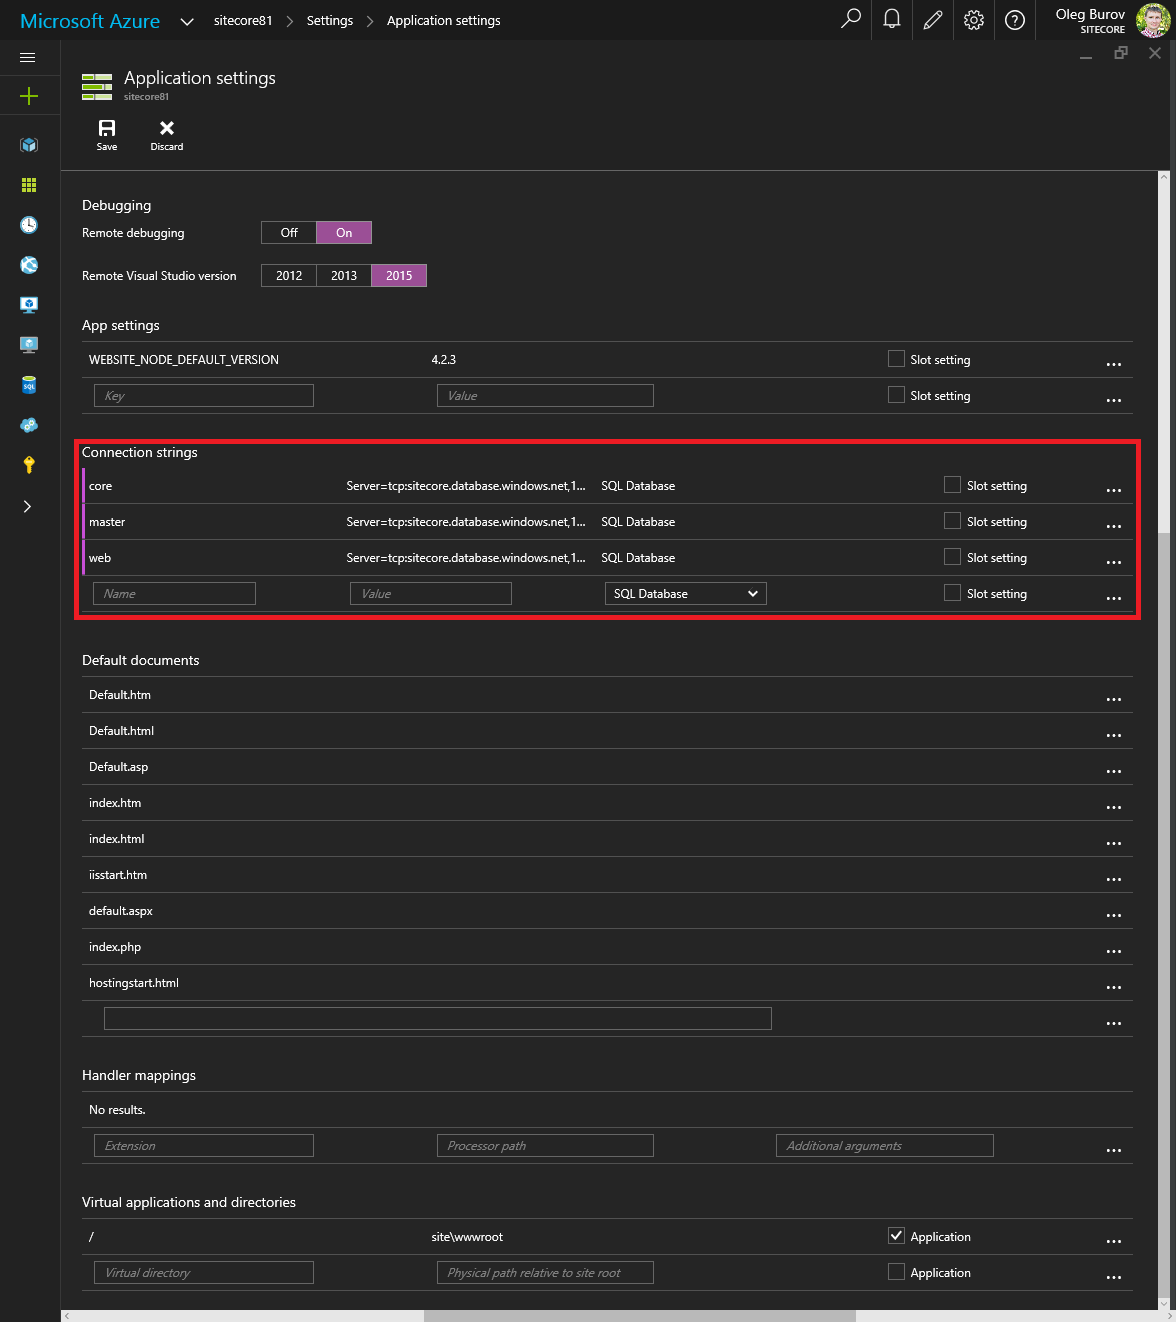 Microsoft Azure sitecore81 Settings Application settings Oleg Burov
SITECORE
Application settings
sitecore81
Save Discard
Debugging
Remote debugging Off On
Remote Visual Studio version 2012 2013 2015
App settings
WEBSITE_NODE_DEFAULT_VERSION 4.2.3 Slot setting ...
Key Value Slot setting ...
Connection strings
core Server=tcp:sitecore.database.windows.net,1... SQL Database Slot setting ...
master Server=tcp:sitecore.database.windows.net,1... SQL Database Slot setting ...
web Server=tcp:sitecore.database.windows.net,1... SQL Database Slot setting ...
Name Value SQL Database Slot setting ...
Default documents
Default.htm ...
Default.html ...
Default.asp ...
index.htm ...
index.html ...
iisstart.htm ...
default.aspx ...
index.php ...
hostingstart.html ...
...
Handler mappings
No results.
Extension Processor path Additional arguments ...
Virtual applications and directories
/ site\wwwroot Application ...
Virtual directory Physical path relative to site root Application ...